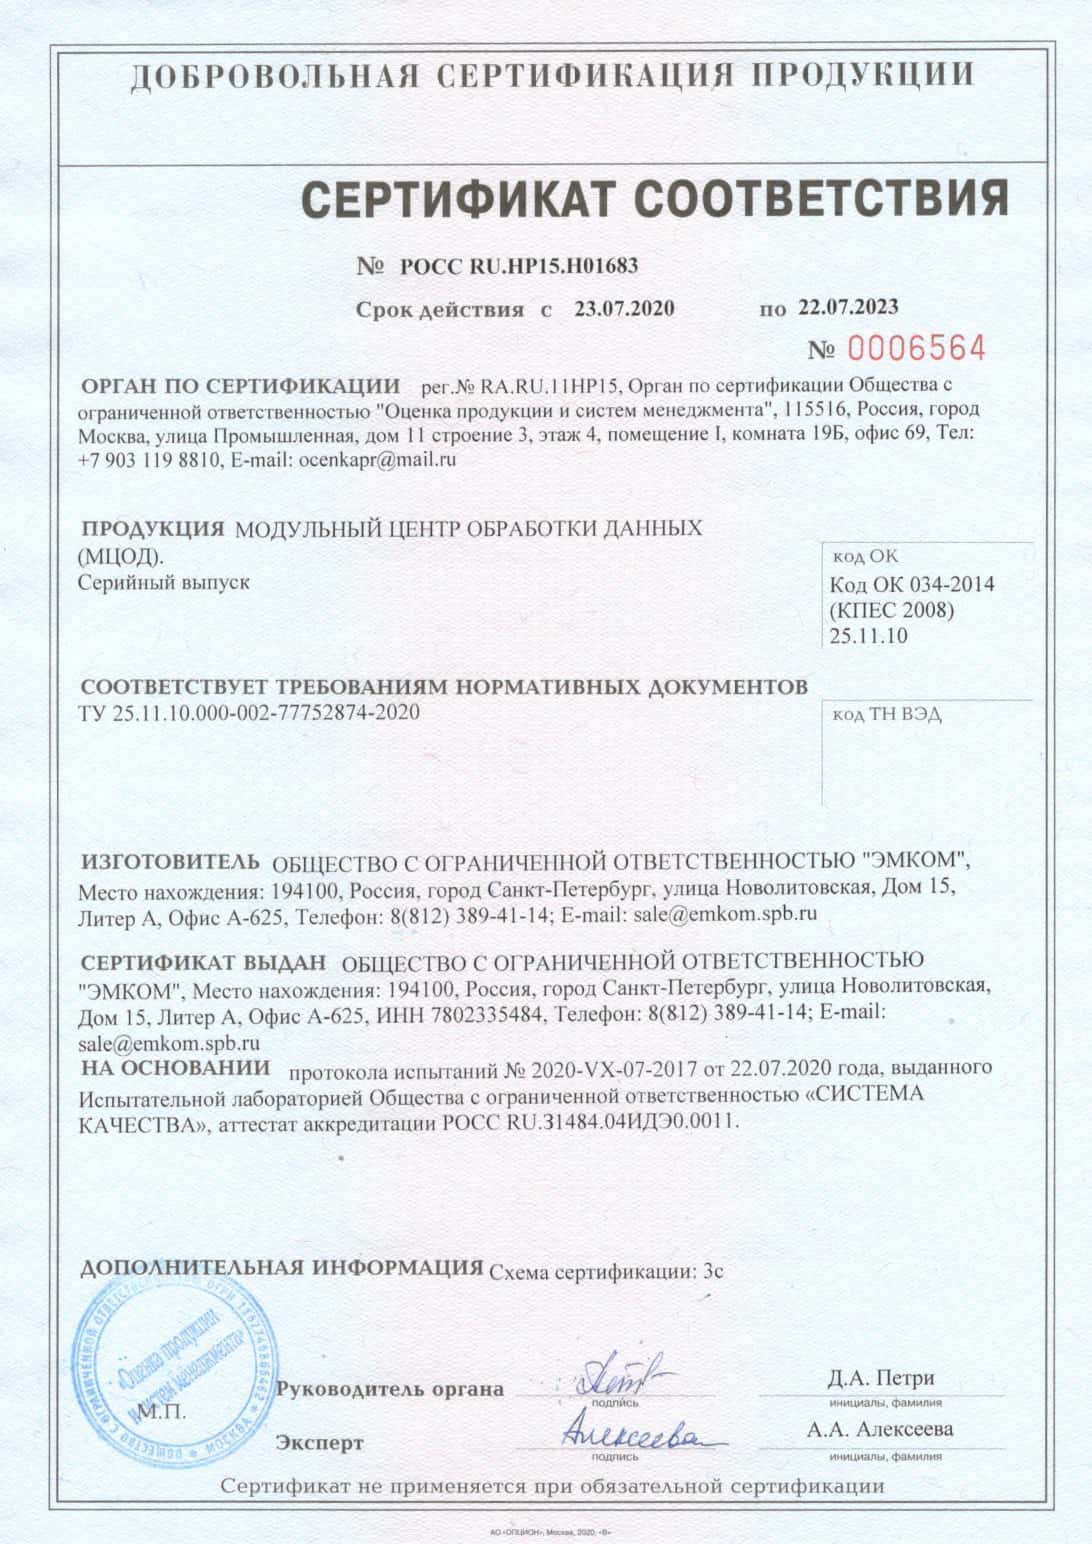 ДОБРОВОЛЬНАЯ СЕРТИФИКАЦИЯ ПРОДУКЦИИ
СЕРТИФИКАТ СООТВЕТСТВИЯ
№ РОСС RU.НР15.Н01683
Срок действия с 23.07.2020 по 22.07.2023
№ 0006564
ОРГАН ПО СЕРТИФИКАЦИИ рег.№ RA.RU.11НР15, Орган по сертификации Общества с
ограниченной ответственностью "Оценка продукции и систем менеджмента", 115516, Россия, город
Москва, улица Промышленная, дом 11 строение 3, этаж 4, помещение I, комната 19Б, офис 69, Тел:
+7 903 119 8810, E-mail: ocenkapr@mail.ru
ПРОДУКЦИЯ МОДУЛЬНЫЙ ЦЕНТР ОБРАБОТКИ ДАННЫХ
(МЦОД).
Серийный выпуск
код ОК
Код ОК 034-2014
(КПЕС 2008)
25.11.10
СООТВЕТСТВУЕТ ТРЕБОВАНИЯМ НОРМАТИВНЫХ ДОКУМЕНТОВ
ТУ 25.11.10.000-002-77752874-2020
код ТН ВЭД
ИЗГОТОВИТЕЛЬ ОБЩЕСТВО С ОГРАНИЧЕННОЙ ОТВЕТСТВЕННОСТЬЮ "ЭМКОМ",
Место нахождения: 194100, Россия, город Санкт-Петербург, улица Новолитовская, Дом 15,
Литер А, Офис А-625, Телефон: 8(812) 389-41-14; E-mail: sale@emkom.spb.ru
СЕРТИФИКАТ ВЫДАН ОБЩЕСТВО С ОГРАНИЧЕННОЙ ОТВЕТСТВЕННОСТЬЮ
"ЭМКОМ", Место нахождения: 194100, Россия, город Санкт-Петербург, улица Новолитовская,
Дом 15, Литер А, Офис А-625, ИНН 7802335484, Телефон: 8(812) 389-41-14; E-mail:
sale@emkom.spb.ru
НА ОСНОВАНИИ протокола испытаний № 2020-VX-07-2017 от 22.07.2020 года, выданного
Испытательной лабораторией Общества с ограниченной ответственностью «СИСТЕМА
КАЧЕСТВА», аттестат аккредитации РОСС RU.31484.04ИДЭ0.0011.
ДОПОЛНИТЕЛЬНАЯ ИНФОРМАЦИЯ Схема сертификации: 3с
«Оценка продукции
и систем менеджмента»
М.П.
Руководитель органа
подпись
Д.А. Петри
инициалы, фамилия
Эксперт
Алексеева
подпись
А.А. Алексеева
инициалы, фамилия
Сертификат не применяется при обязательной сертификации
АО «ОПЦИОН», Москва, 2020, «В»